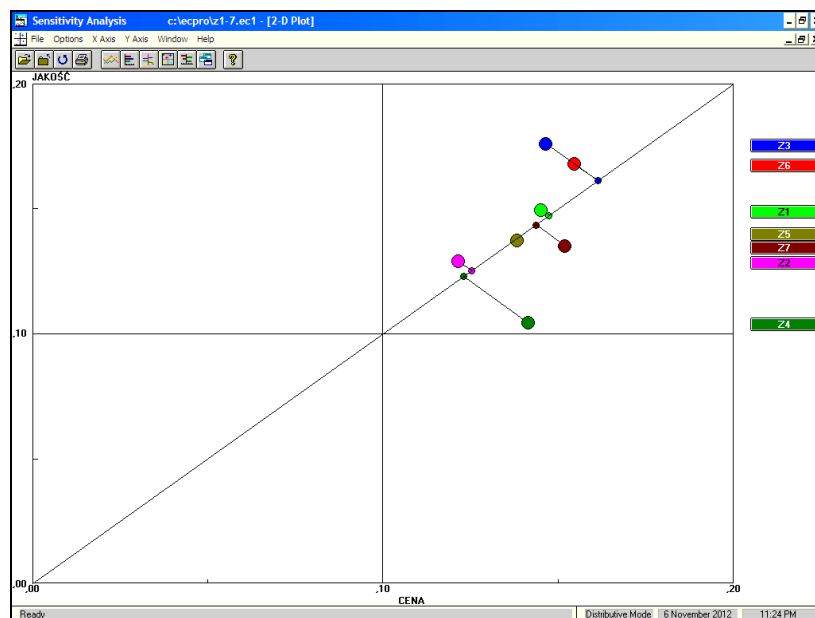 Sensitivity Analysis c:\ecpro\z1-7.ec1 - [2-D Plot]
File Options X Axis Y Axis Window Help
JAKOŚĆ
,20
Z3
Z6
Z1
Z5
Z7
Z2
Z4
,10
,00
,00 ,10 ,20
CENA
Ready Distributive Mode 6 November 2012 11:24 PM